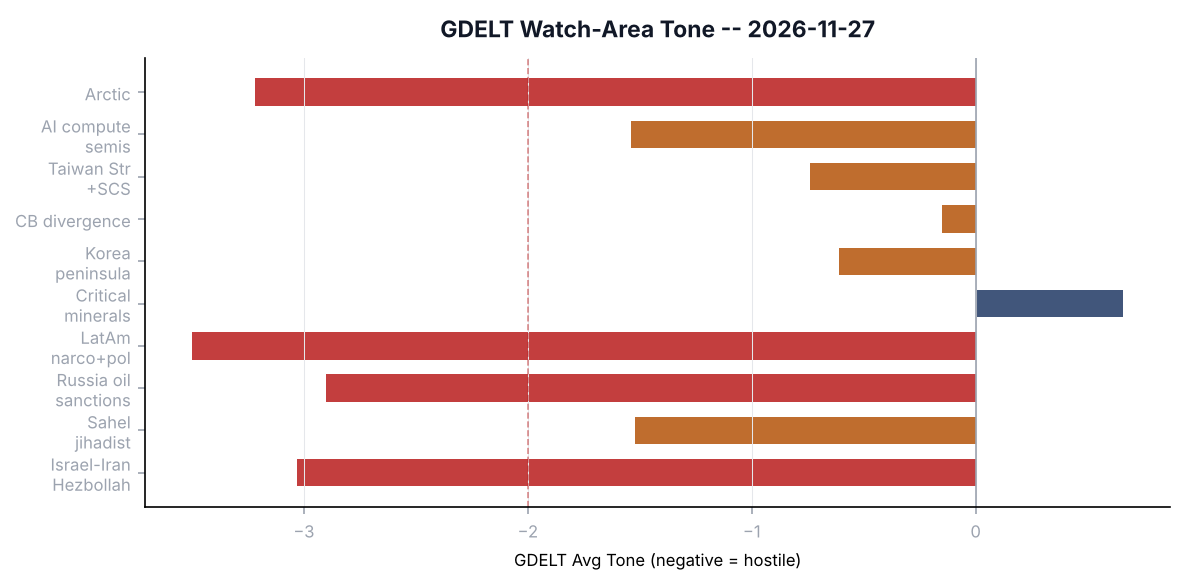 GDELT Watch-Area Tone -- 2026-11-27
Arctic
AI compute
semis
Taiwan Str
+SCS
CB divergence
Korea
peninsula
Critical
minerals
LatAm
narco+pol
Russia oil
sanctions
Sahel
jihadist
Israel-Iran
Hezbollah
−3
−2
−1
0
GDELT Avg Tone (negative = hostile)